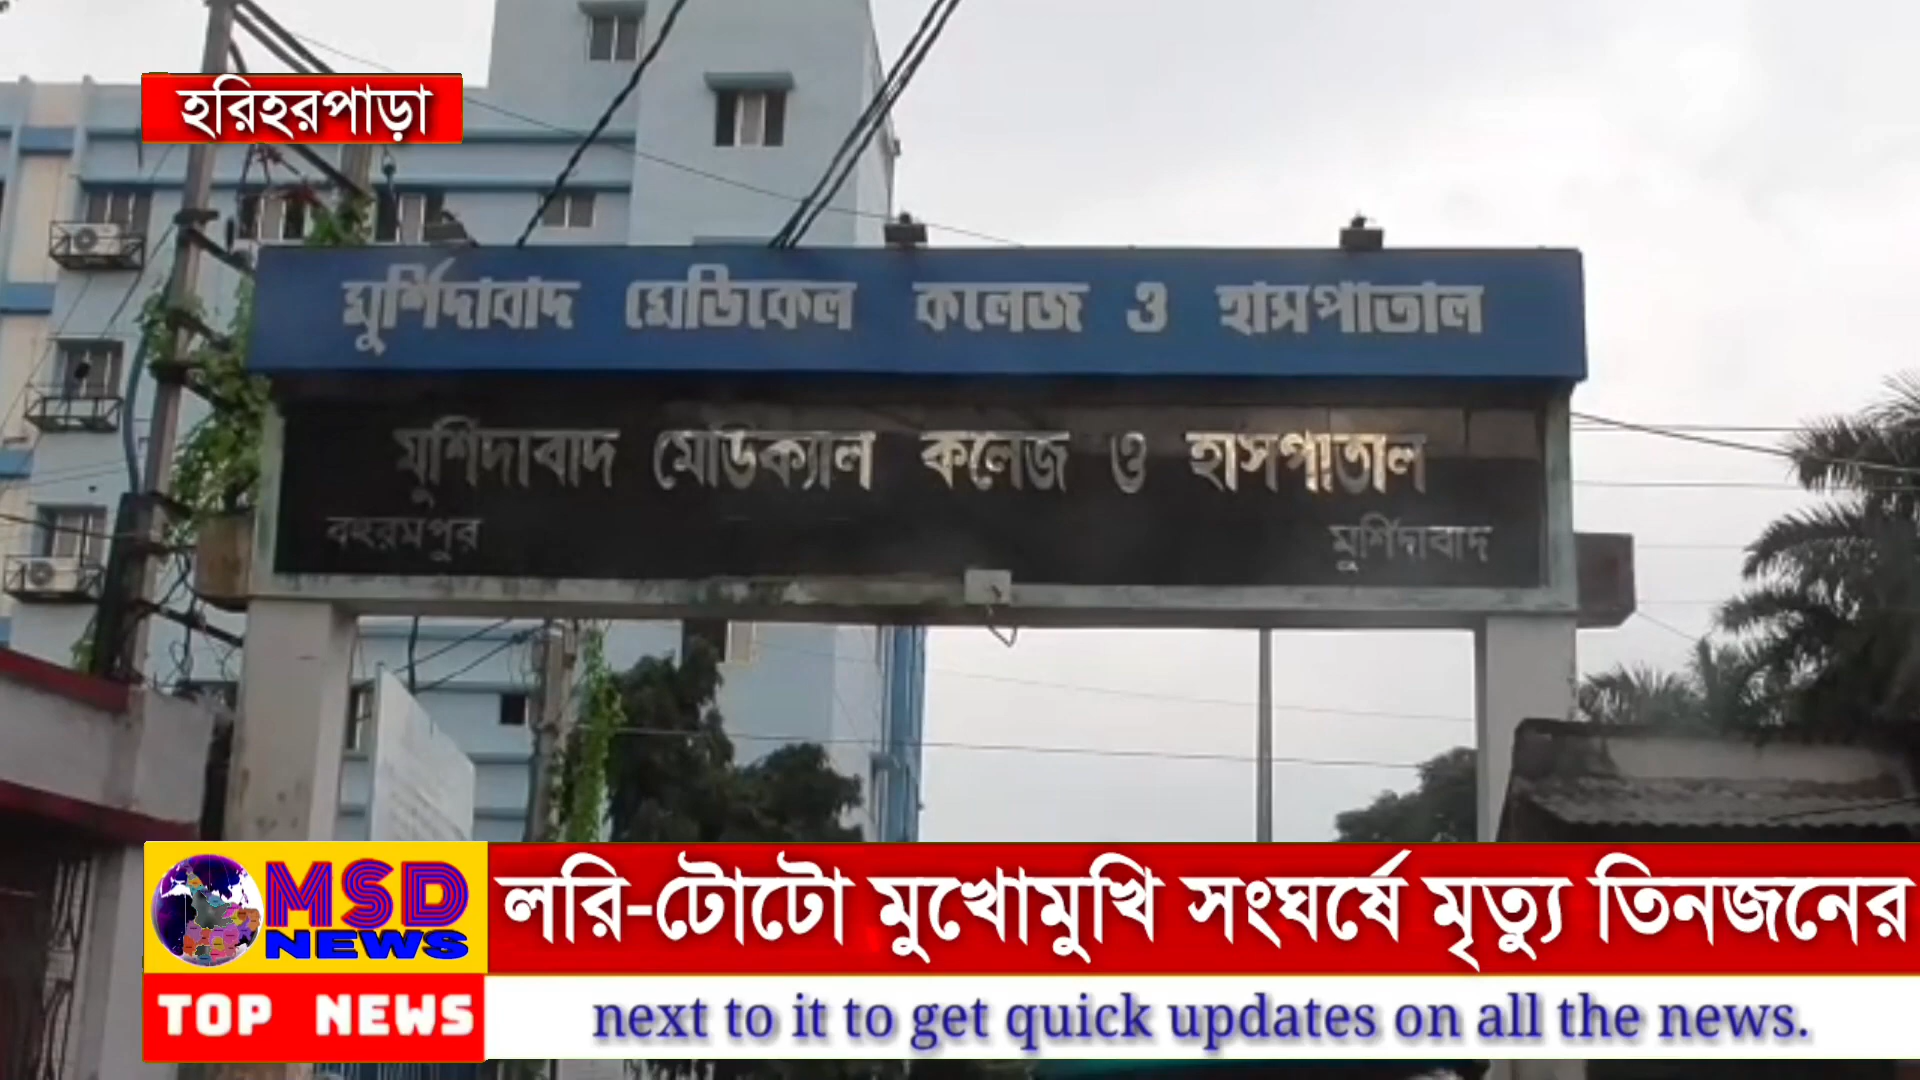 হরিহরপাড়া
মুর্শিদাবাদ মেডিকেল কলেজ ও হাসপাতাল
মুর্শিদাবাদ মেডিক্যাল কলেজ ও হাসপাতাল
বহরমপুর মুর্শিদাবাদ
MSD NEWS
লরি-টোটো মুখোমুখি সংঘর্ষে মৃত্যু তিনজনের
TOP NEWS
next to it to get quick updates on all the news.